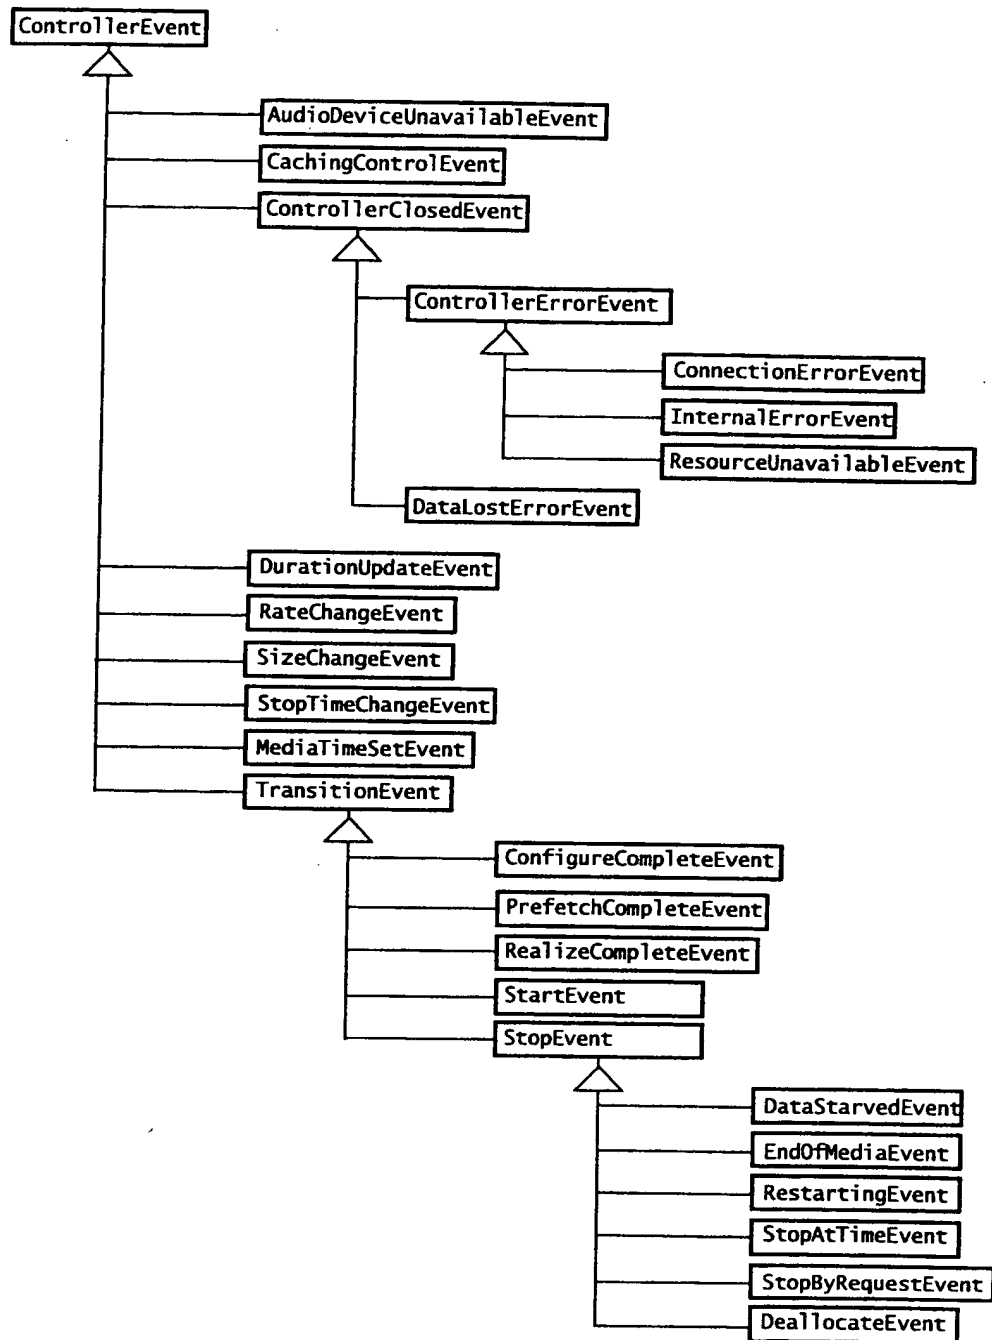 ControllerEvent
AudioDeviceUnavailableEvent
CachingControlEvent
ControllerClosedEvent
ControllerErrorEvent
ConnectionErrorEvent
InternalErrorEvent
ResourceUnavailableEvent
DataLostErrorEvent
DurationUpdateEvent
RateChangeEvent
SizeChangeEvent
StopTimeChangeEvent
MediaTimeSetEvent
TransitionEvent
ConfigureCompleteEvent
PrefetchCompleteEvent
RealizeCompleteEvent
StartEvent
StopEvent
DataStarvedEvent
EndOfMediaEvent
RestartingEvent
StopAtTimeEvent
StopByRequestEvent
DeallocateEvent